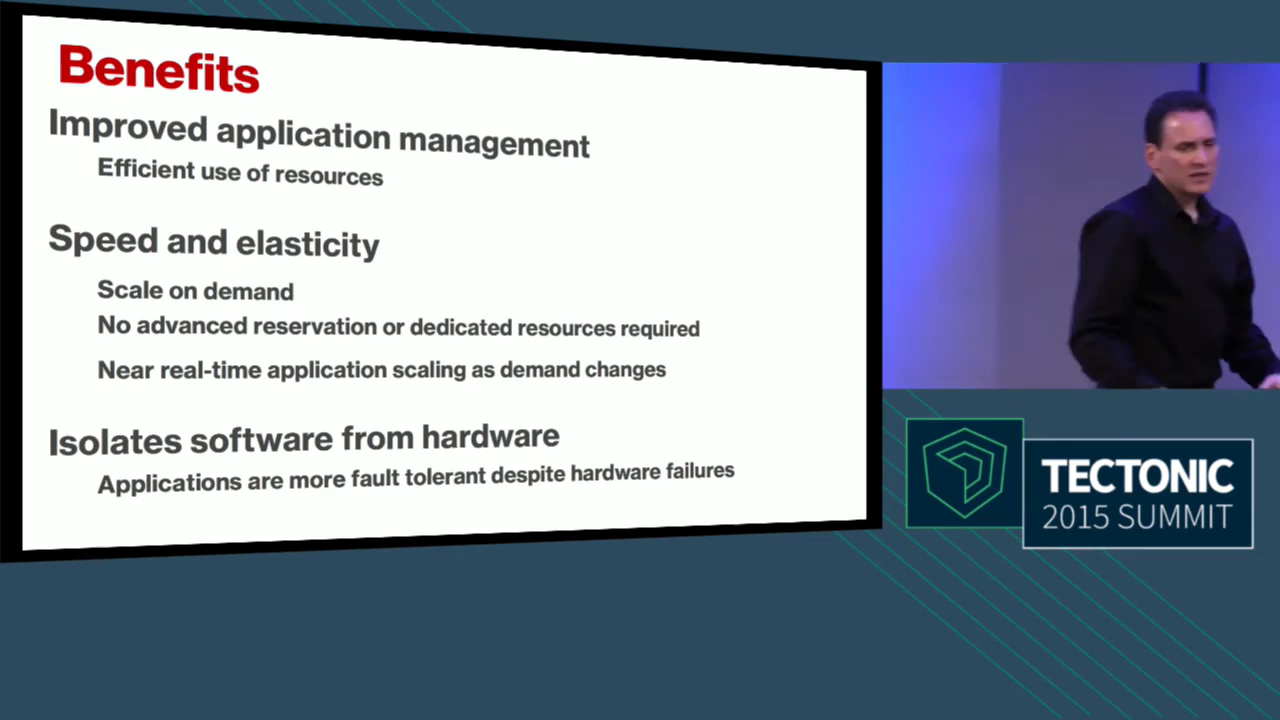 Benefits
Improved application management
Efficient use of resources
Speed and elasticity
Scale on demand
No advanced reservation or dedicated resources required
Near real-time application scaling as demand changes
Isolates software from hardware
Applications are more fault tolerant despite hardware failures
TECTONIC
2015 SUMMIT